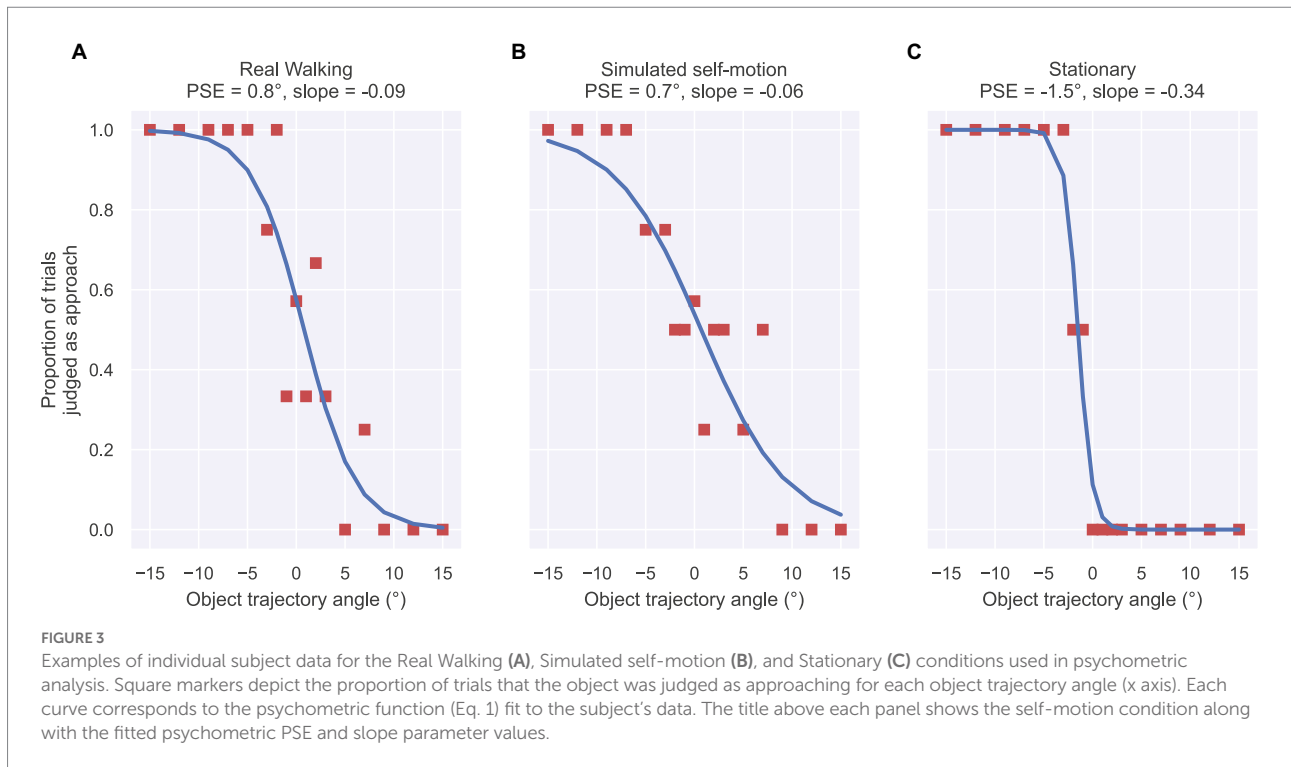 A
Real Walking
PSE = 0.8°, slope = -0.09
B
Simulated self-motion
PSE = 0.7°, slope = -0.06
C
Stationary
PSE = -1.5°, slope = -0.34
Proportion of trials
judged as approach
1.0
0.8
0.6
0.4
0.2
0.0
−15 −10 −5 0 5 10 15
−15 −10 −5 0 5 10 15
−15 −10 −5 0 5 10 15
Object trajectory angle (°)
Object trajectory angle (°)
Object trajectory angle (°)
FIGURE 3
Examples of individual subject data for the Real Walking (A), Simulated self-motion (B), and Stationary (C) conditions used in psychometric
analysis. Square markers depict the proportion of trials that the object was judged as approaching for each object trajectory angle (x axis). Each
curve corresponds to the psychometric function (Eq. 1) fit to the subject's data. The title above each panel shows the self-motion condition along
with the fitted psychometric PSE and slope parameter values.